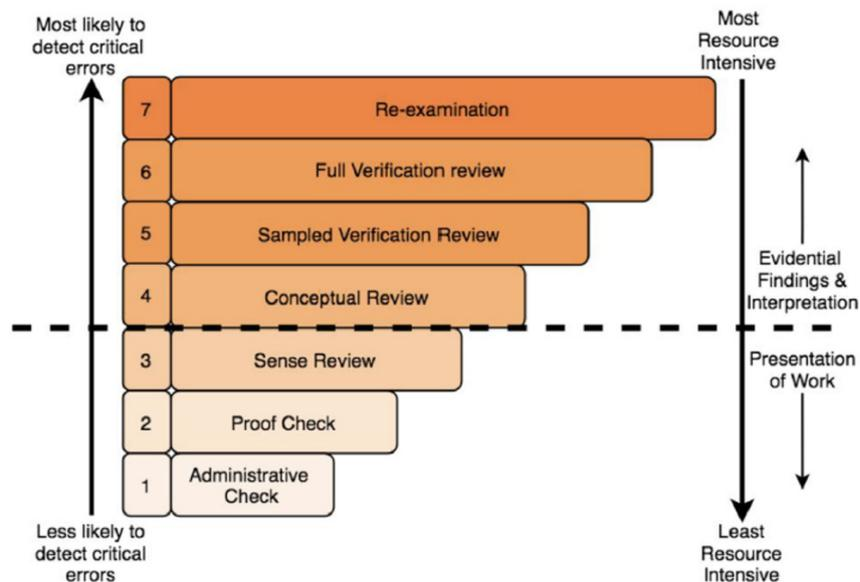 Most likely to
detect critical
errors
Most
Resource
Intensive
7
Re-examination
6
Full Verification review
5
Sampled Verification Review
4
Conceptual Review
Evidential
Findings &
Interpretation
3
Sense Review
Presentation
of Work
2
Proof Check
1
Administrative
Check
Less likely to
detect critical
errors
Least
Resource
Intensive